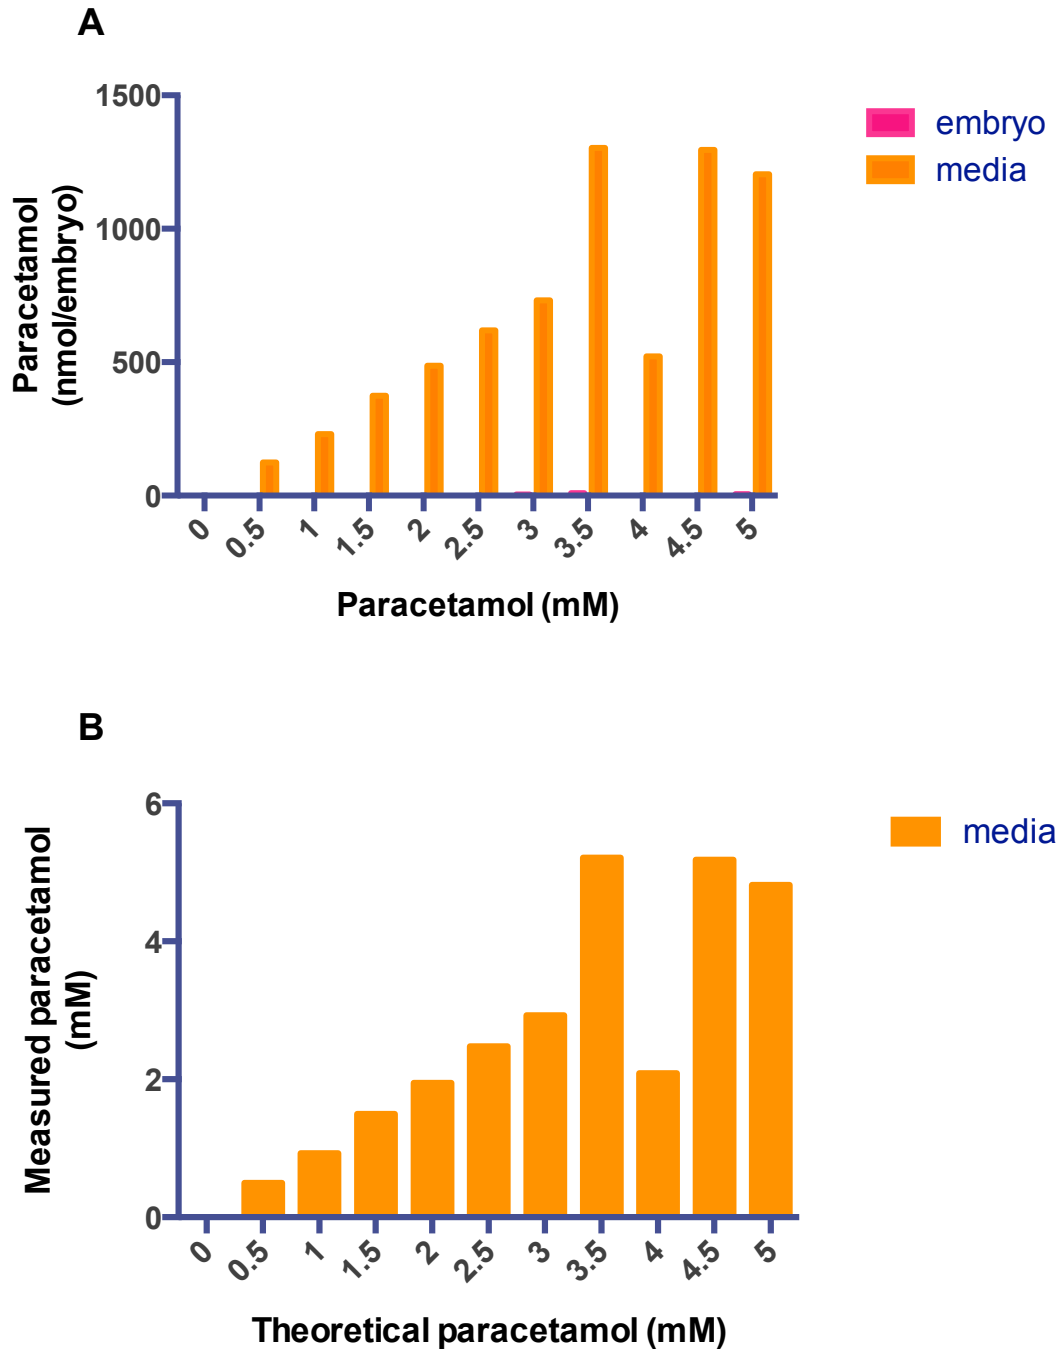 A
1500
1000
500
0
Paracetamol
(nmol/embryo)
embryo
media
0 0.5 1 1.5 2 2.5 3 3.5 4 4.5 5
Paracetamol (mM)
B
6
4
2
0
Measured paracetamol
(mM)
media
0 0.5 1 1.5 2 2.5 3 3.5 4 4.5 5
Theoretical paracetamol (mM)